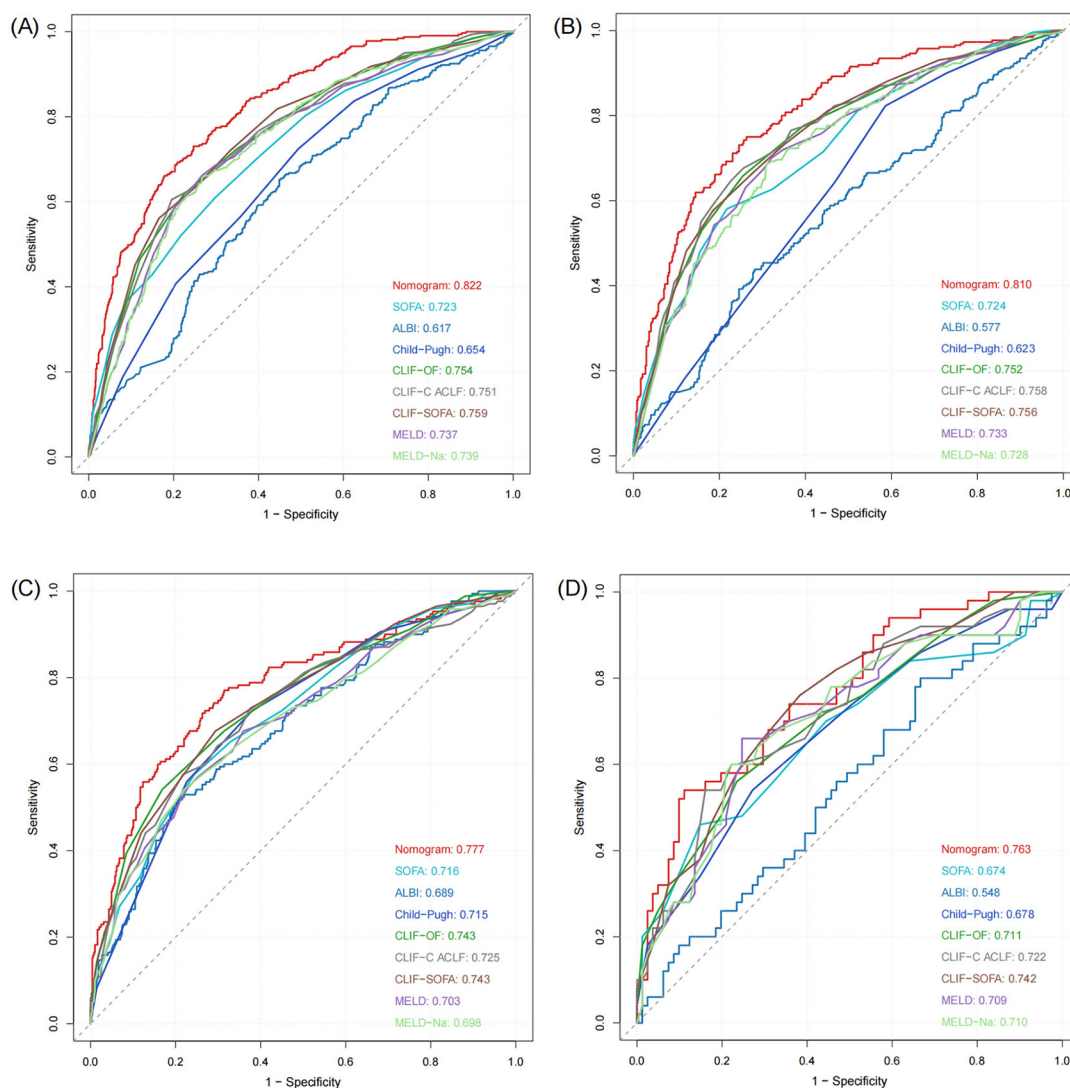 (A)
Sensitivity
0.0
0.2
0.4
0.6
0.8
1.0
Nomogram: 0.822
SOFA: 0.723
ALBI: 0.617
Child−Pugh: 0.654
CLIF−OF: 0.754
CLIF−C ACLF: 0.751
CLIF−SOFA: 0.759
MELD: 0.737
MELD−Na: 0.739
0.0 0.2 0.4 0.6 0.8 1.0
1 − Specificity
(B)
Sensitivity
0.0
0.2
0.4
0.6
0.8
1.0
Nomogram: 0.810
SOFA: 0.724
ALBI: 0.577
Child−Pugh: 0.623
CLIF−OF: 0.752
CLIF−C ACLF: 0.758
CLIF−SOFA: 0.756
MELD: 0.733
MELD−Na: 0.728
0.0 0.2 0.4 0.6 0.8 1.0
1 − Specificity
(C)
Sensitivity
0.0
0.2
0.4
0.6
0.8
1.0
Nomogram: 0.777
SOFA: 0.716
ALBI: 0.689
Child−Pugh: 0.715
CLIF−OF: 0.743
CLIF−C ACLF: 0.725
CLIF−SOFA: 0.743
MELD: 0.703
MELD−Na: 0.698
0.0 0.2 0.4 0.6 0.8 1.0
1 − Specificity
(D)
Sensitivity
0.0
0.2
0.4
0.6
0.8
1.0
Nomogram: 0.763
SOFA: 0.674
ALBI: 0.548
Child−Pugh: 0.678
CLIF−OF: 0.711
CLIF−C ACLF: 0.722
CLIF−SOFA: 0.742
MELD: 0.709
MELD−Na: 0.710
0.0 0.2 0.4 0.6 0.8 1.0
1 − Specificity